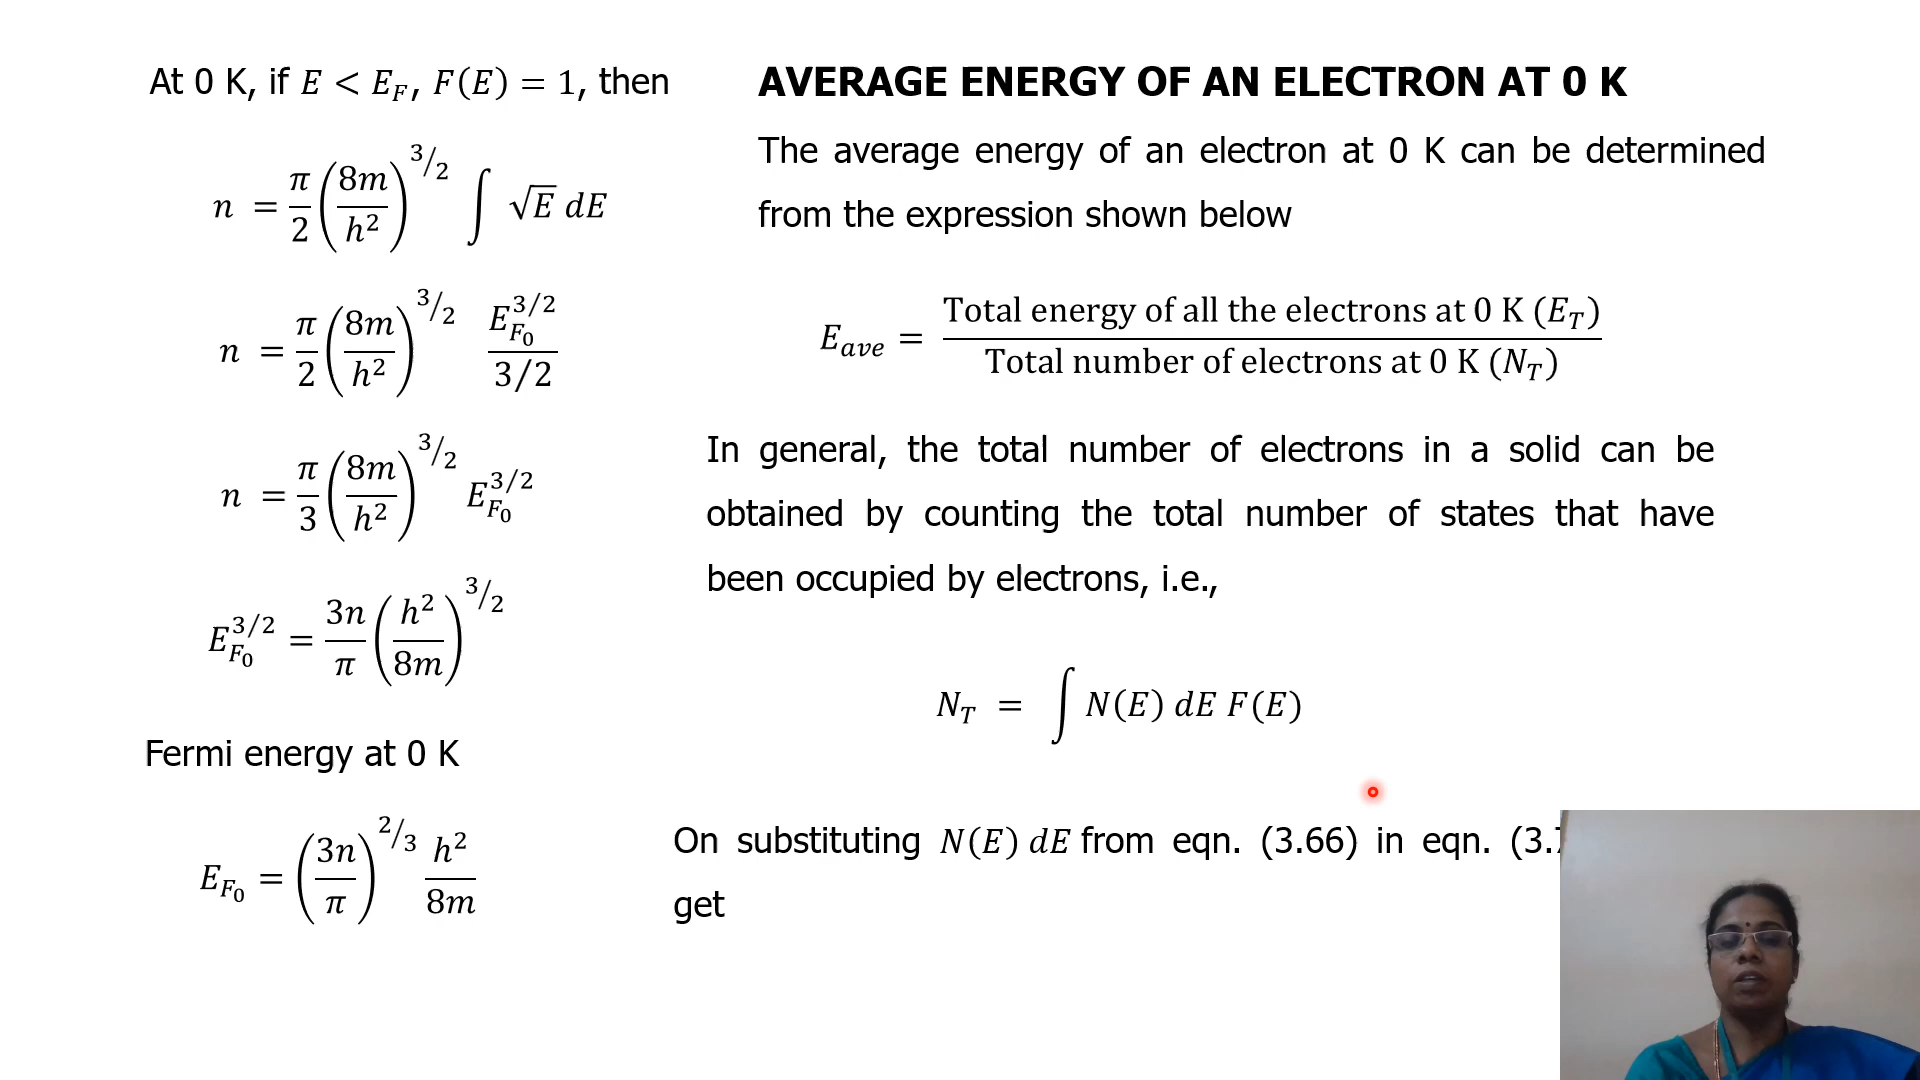 At 0 K, if E < E_F, F(E) = 1, then
n = π/2 (8m/h²)^{3/2} ∫ √E dE
n = π/2 (8m/h²)^{3/2} E_{F_0}^{3/2}/(3/2)
n = π/3 (8m/h²)^{3/2} E_{F_0}^{3/2}
E_{F_0}^{3/2} = 3n/π (h²/8m)^{3/2}
Fermi energy at 0 K
E_{F_0} = (3n/π)^{2/3} h²/8m
AVERAGE ENERGY OF AN ELECTRON AT 0 K
The average energy of an electron at 0 K can be determined
from the expression shown below
E_{ave} = Total energy of all the electrons at 0 K (E_T) / Total number of electrons at 0 K (N_T)
In general, the total number of electrons in a solid can be
obtained by counting the total number of states that have
been occupied by electrons, i.e.,
N_T = ∫ N(E) dE F(E)
On substituting N(E) dE from eqn. (3.66) in eqn.
get